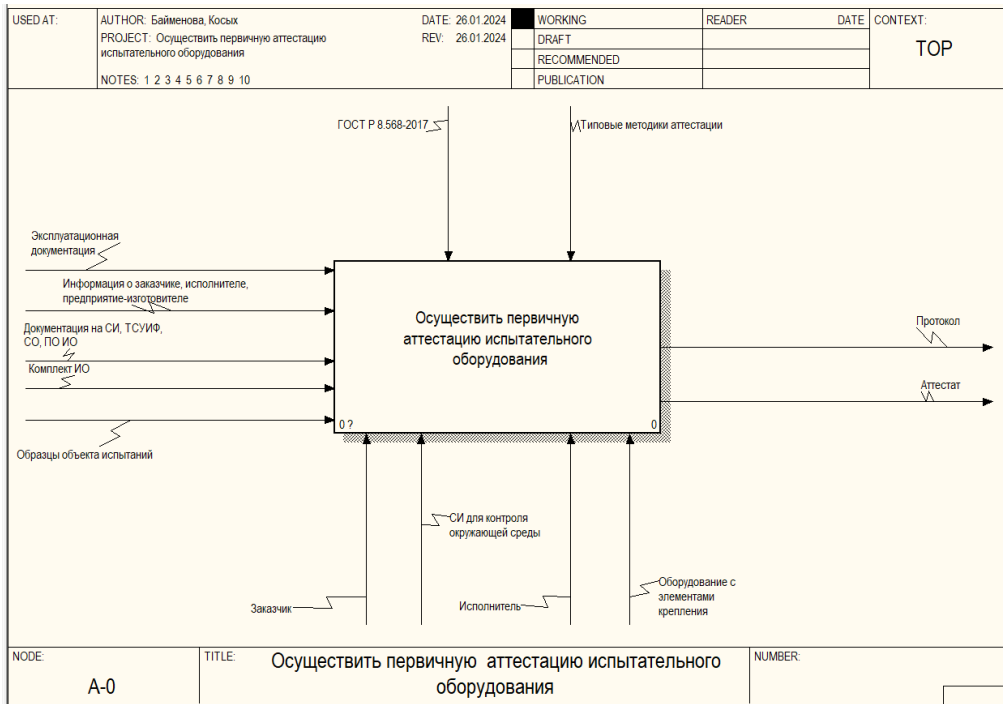 USED AT:
AUTHOR: Байменова, Косых
DATE: 26.01.2024
WORKING
READER
DATE
CONTEXT:
PROJECT: Осуществить первичную аттестацию
испытательного оборудования
REV: 26.01.2024
DRAFT
TOP
RECOMMENDED
NOTES: 1 2 3 4 5 6 7 8 9 10
PUBLICATION
ГОСТ Р 8.568-2017
Типовые методики аттестации
Эксплуатационная
документация
Информация о заказчике, исполнителе,
предприятие-изготовителе
Документация на СИ, ТСУИФ,
СО, ПО ИО
Комплект ИО
Образцы объекта испытаний
Осуществить первичную
аттестацию испытательного
оборудования
0 ?
0
Протокол
Аттестат
СИ для контроля
окружающей среды
Заказчик
Исполнитель
Оборудование с
элементами
крепления
NODE:
A-0
TITLE:
Осуществить первичную аттестацию испытательного
оборудования
NUMBER: